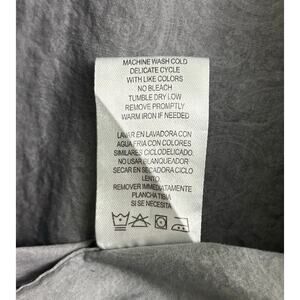 MACHINE WASH COLD
DELICATE CYCLE
WITH LIKE COLORS
NO BLEACH
TUMBLE DRY LOW
REMOVE PROMPTLY
WARM IRON IF NEEDED
LAVAR EN LAVADORA CON
AGUA FRIA CON COLORES
SIMILARES CICLO DELICADO.
NO USAR BLANQUEADOR
SECAR EN SECADORA CICLO
LENTO
REMOVER IMMEDIATAMENTE
PLANCHA TIBIA
SI SE NECESITA